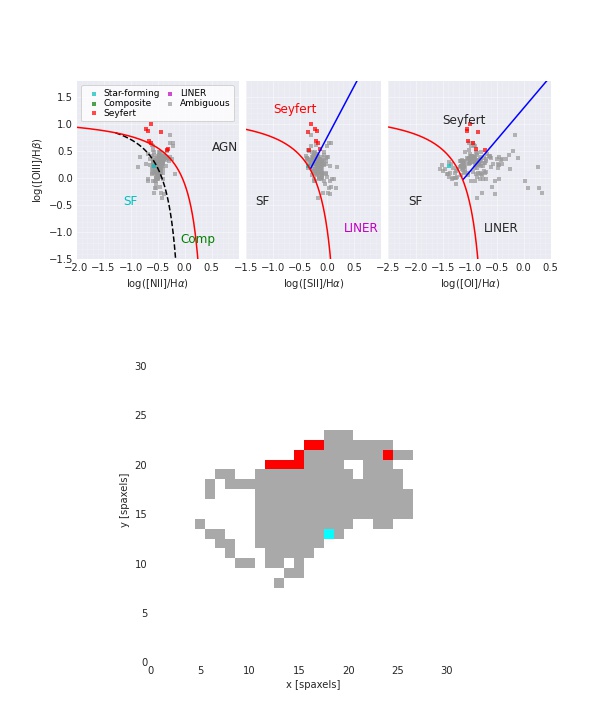 Star-forming LINER
Composite Ambiguous
Seyfert
AGN
SF
Comp
Seyfert
SF
LINER
Seyfert
SF
LINER
1.5
1.0
0.5
0.0
−0.5
−1.0
−1.5
log([OIII]/Hβ)
−2.0 −1.5 −1.0 −0.5 0.0 0.5
−1.5 −1.0 −0.5 0.0 0.5
−2.5 −2.0 −1.5 −1.0 −0.5 0.0 0.5
log([NII]/Hα)
log([SII]/Hα)
log([OI]/Hα)
30
25
20
15
10
5
0
y [spaxels]
0 5 10 15 20 25 30
x [spaxels]